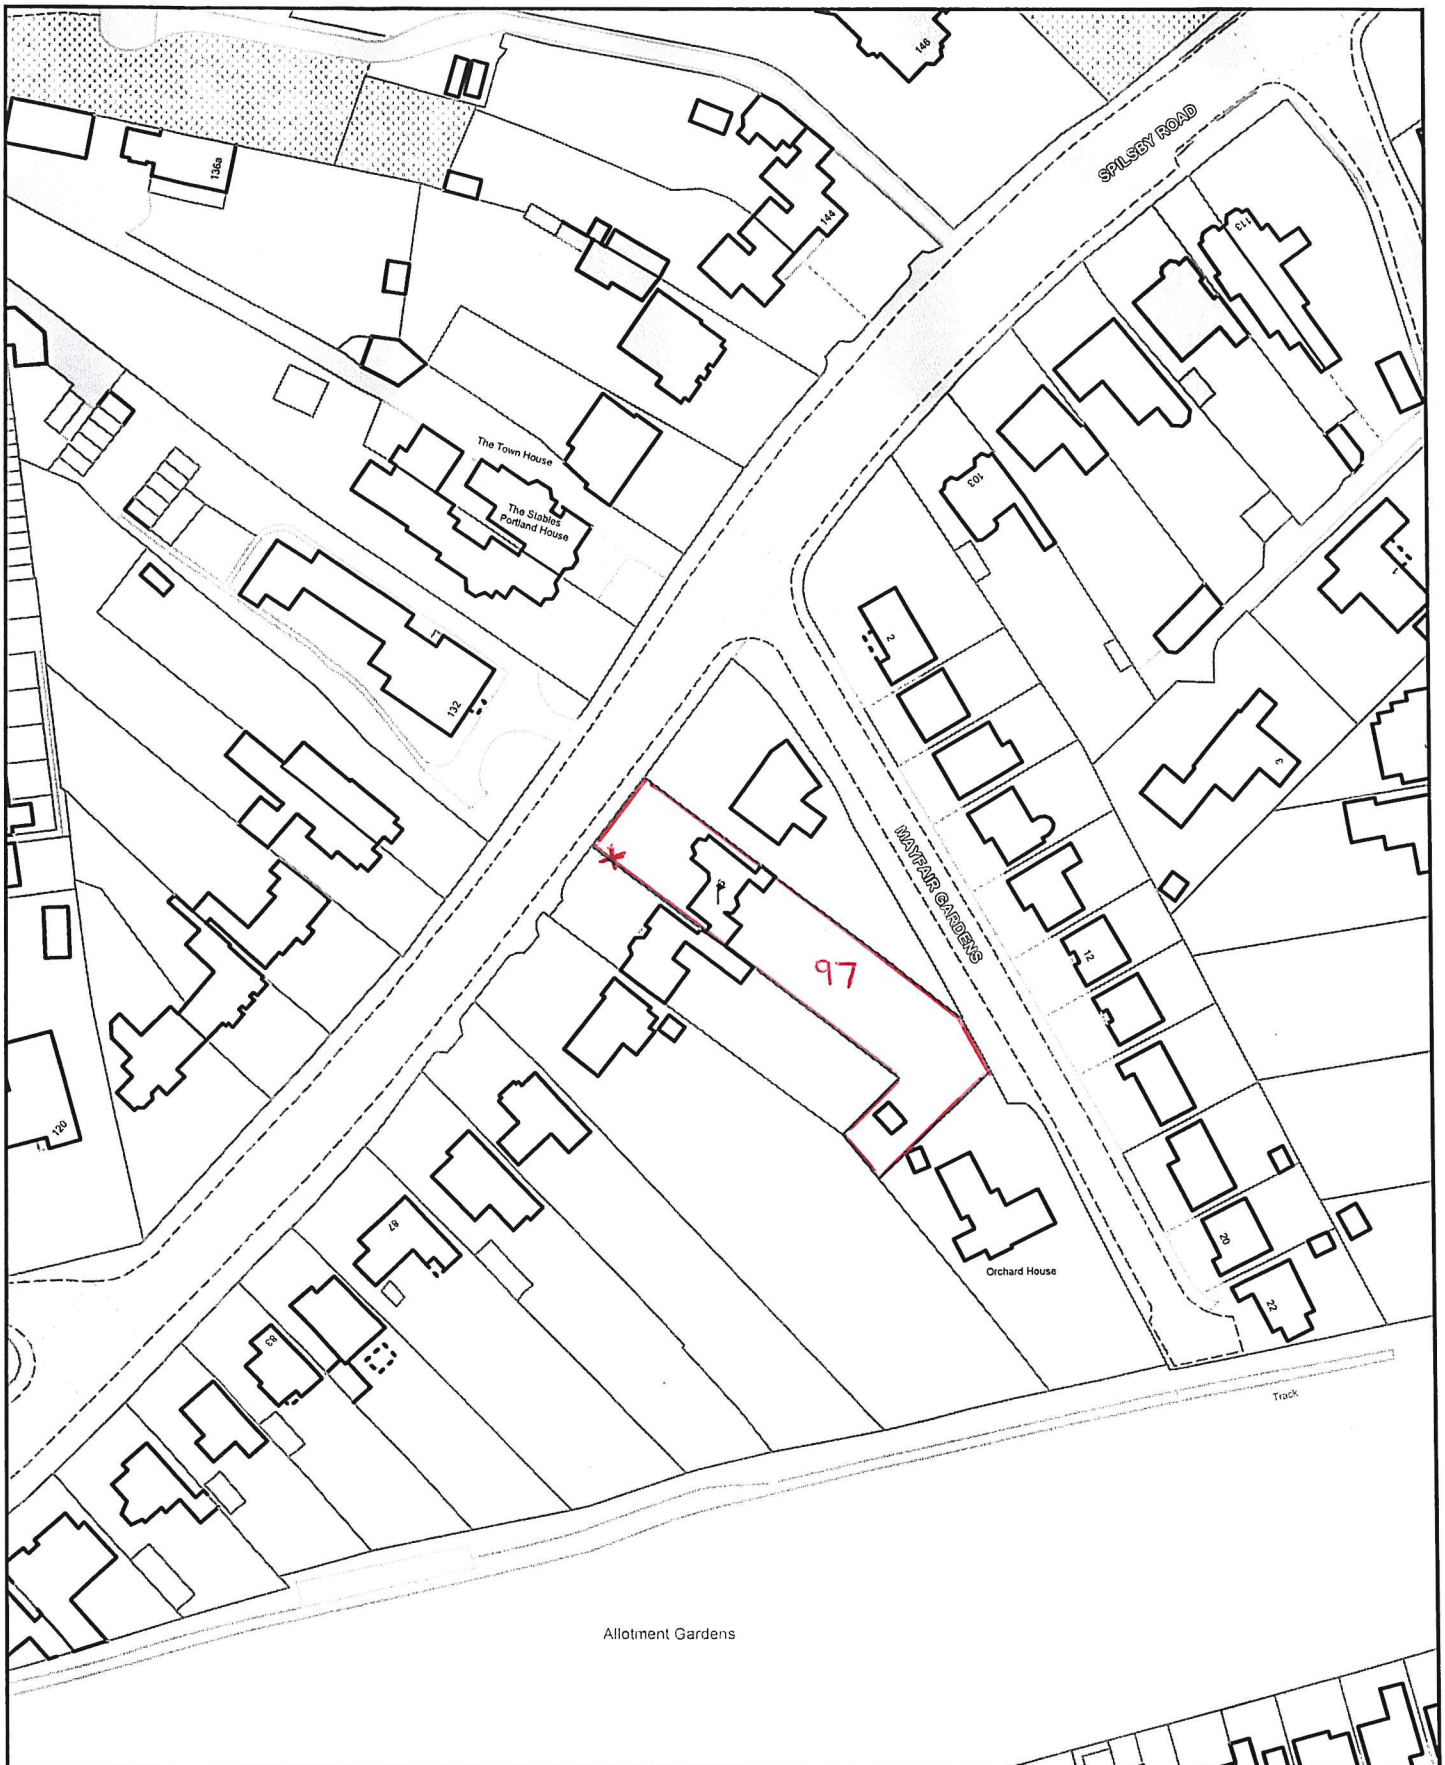 146
SPILSBY ROAD
136a
144
113
The Town House
The Stables
Portland House
103
2
1
132
3
MAYFAIR GARDENS
97
12
120
87
20
Orchard House
22
83
Track
Allotment Gardens